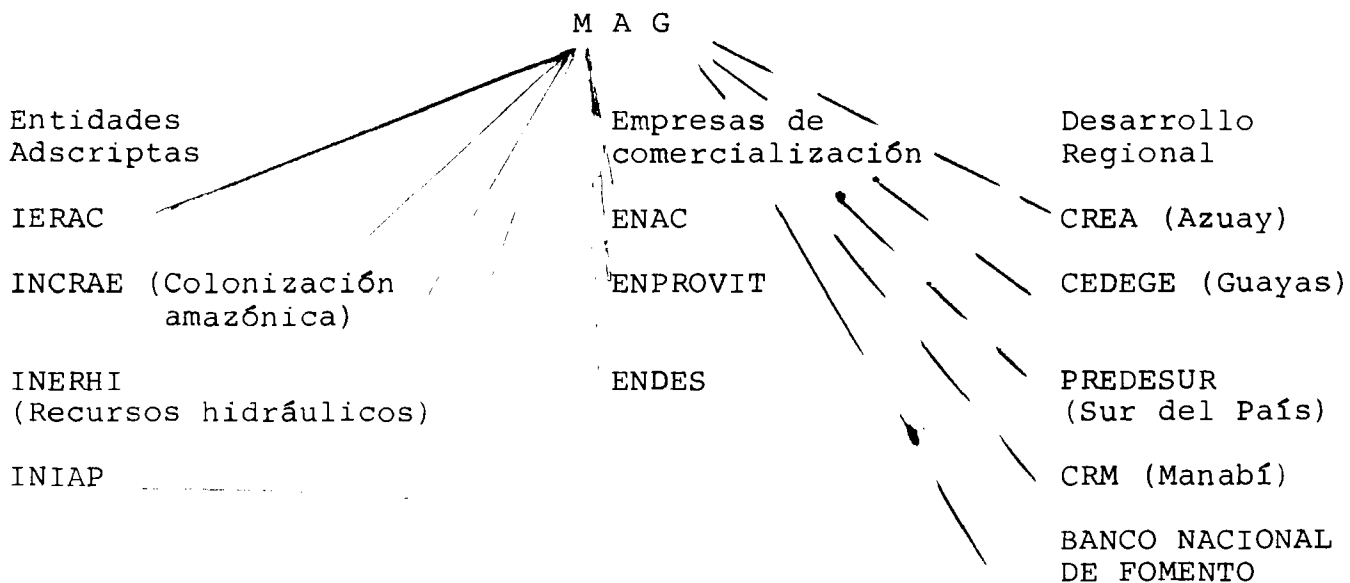 M A G
Entidades
Adscriptas
IERAC
INCRAE (Colonización
amazónica)
INERHI
(Recursos hidráulicos)
INIAP
Empresas de
comercialización
ENAC
ENPROVIT
ENDES
Desarrollo
Regional
CREA (Azuay)
CEDEGE (Guayas)
PREDESUR
(Sur del País)
CRM (Manabí)
BANCO NACIONAL
DE FOMENTO